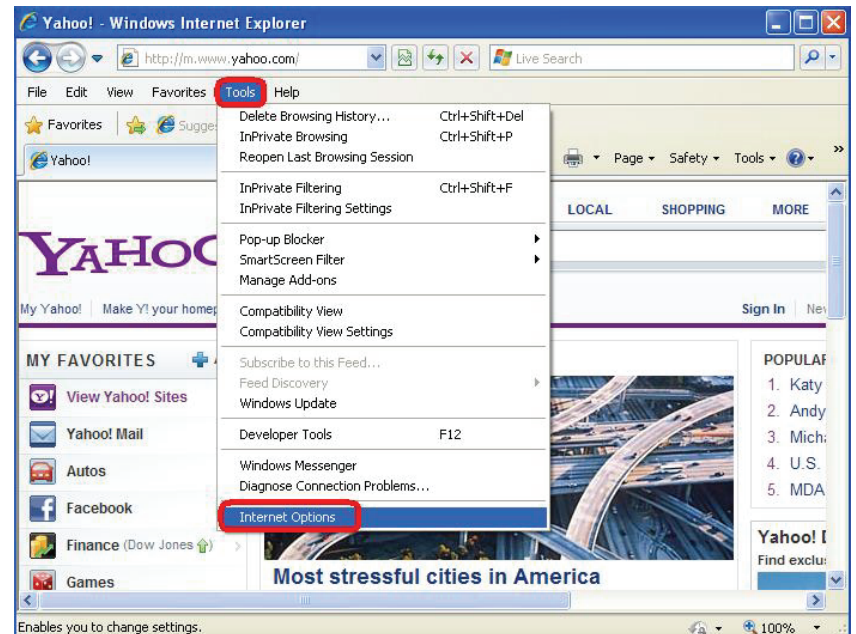 Yahoo! - Windows Internet Explorer
http://m.www.yahoo.com/
Live Search
File Edit View Favorites Tools Help
Favorites
Yahoo!
Page Safety Tools
Delete Browsing History... Ctrl+Shift+Del
InPrivate Browsing Ctrl+Shift+P
Reopen Last Browsing Session
InPrivate Filtering Ctrl+Shift+F
InPrivate Filtering Settings
Pop-up Blocker
SmartScreen Filter
Manage Add-ons
Compatibility View
Compatibility View Settings
Subscribe to this Feed...
Feed Discovery
Windows Update
Developer Tools F12
Windows Messenger
Diagnose Connection Problems...
Internet Options
LOCAL SHOPPING MORE
YAHOO
My Yahoo! Make Y! your
Sign In
MY FAVORITES
View Yahoo! Sites
Yahoo! Mail
Autos
Facebook
Finance (Dow Jones)
Games
Most stressful cities in America
1. Katy
2. Andy
3.
4. U.S.
5. MDA
Yahoo!
Find
Enables you to change settings.
100%